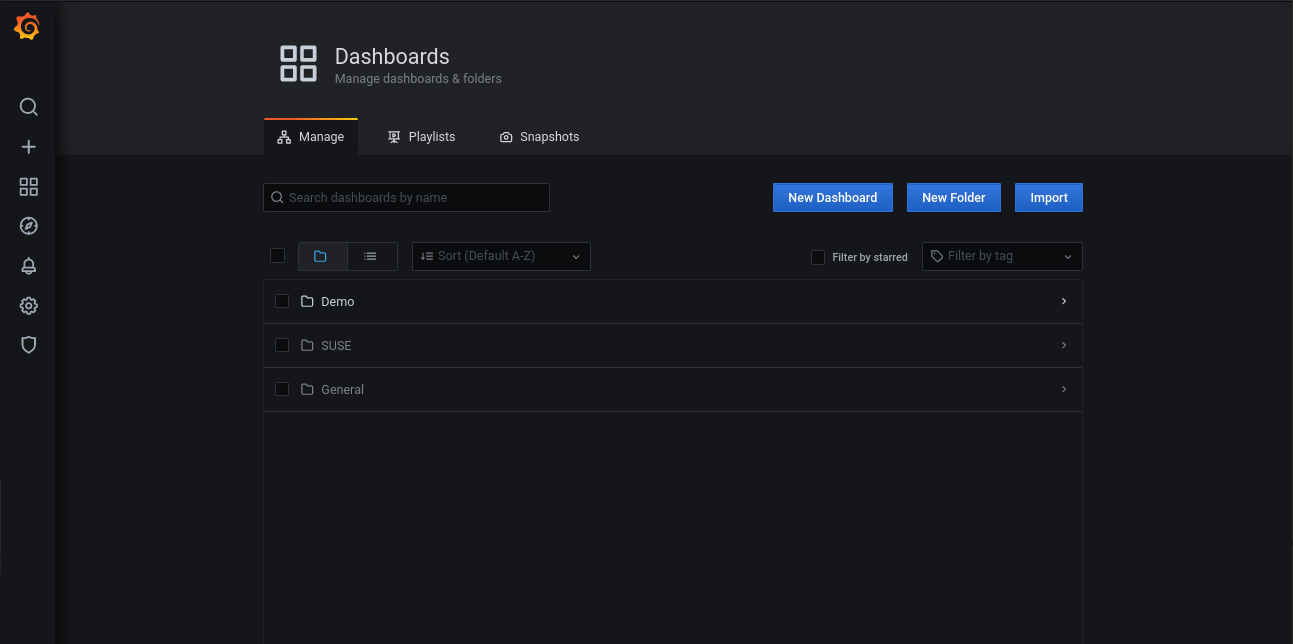 Dashboards
Manage dashboards & folders
Manage
Playlists
Snapshots
Search dashboards by name
New Dashboard
New Folder
Import
Sort (Default A-Z)
Filter by starred
Filter by tag
Demo
SUSE
General